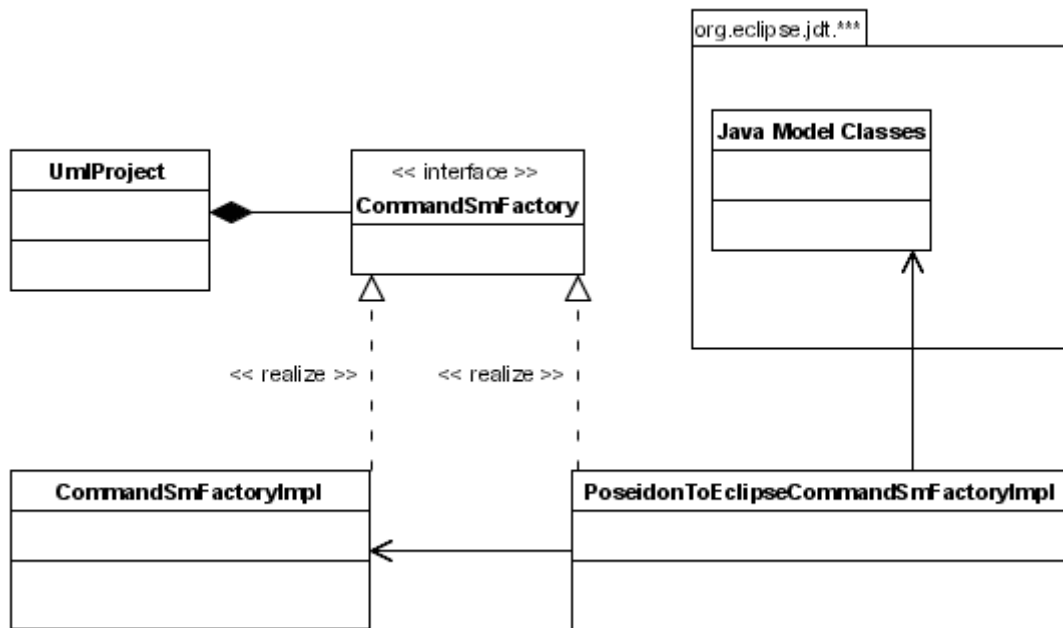 org.eclipse.jdt.***
Java Model Classes
UmlProject
<< interface >>
CommandSmFactory
<< realize >>
<< realize >>
CommandSmFactoryImpl
PoseidonToEclipseCommandSmFactoryImpl